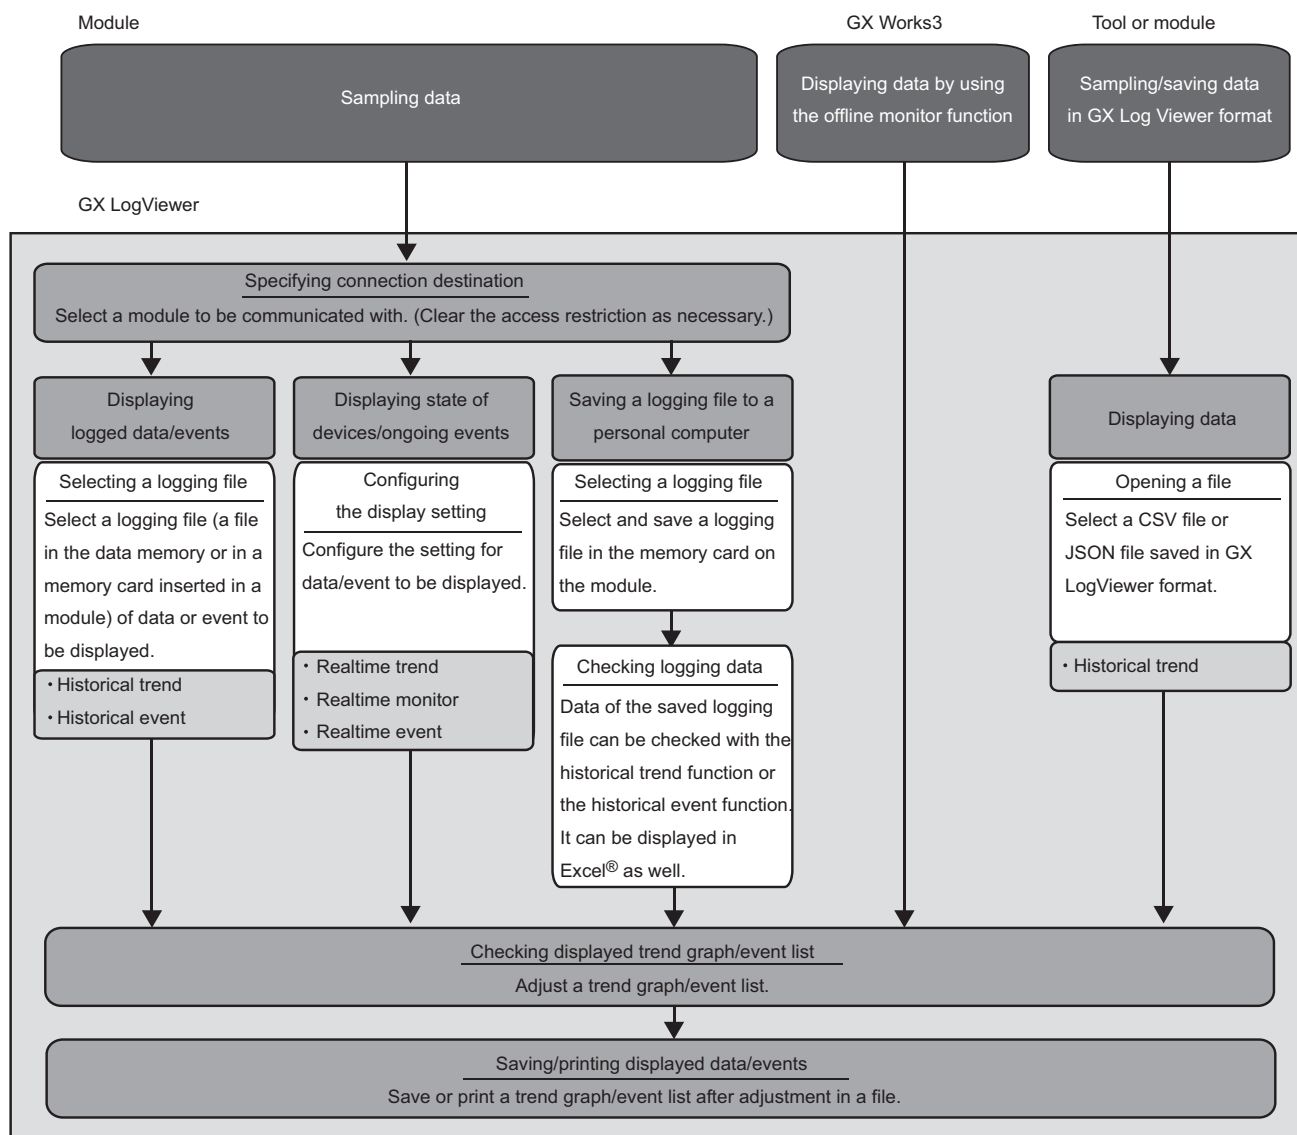 Module
GX Works3
Tool or module
Sampling data
Displaying data by using
the offline monitor function
Sampling/saving data
in GX Log Viewer format
GX LogViewer
Specifying connection destination
Select a module to be communicated with. (Clear the access restriction as necessary.)
Displaying
logged data/events
Selecting a logging file
Select a logging file (a file
in the data memory or in a
memory card inserted in a
module) of data or event to
be displayed.
・Historical trend
・Historical event
Displaying state of
devices/ongoing events
Configuring
the display setting
Configure the setting for
data/event to be displayed.
・Realtime trend
・Realtime monitor
・Realtime event
Saving a logging file to a
personal computer
Selecting a logging file
Select and save a logging
file in the memory card on
the module.
Checking logging data
Data of the saved logging
file can be checked with the
historical trend function or
the historical event function.
It can be displayed in
Excel® as well.
Displaying data
Opening a file
Select a CSV file or
JSON file saved in GX
LogViewer format.
・Historical trend
Checking displayed trend graph/event list
Adjust a trend graph/event list.
Saving/printing displayed data/events
Save or print a trend graph/event list after adjustment in a file.